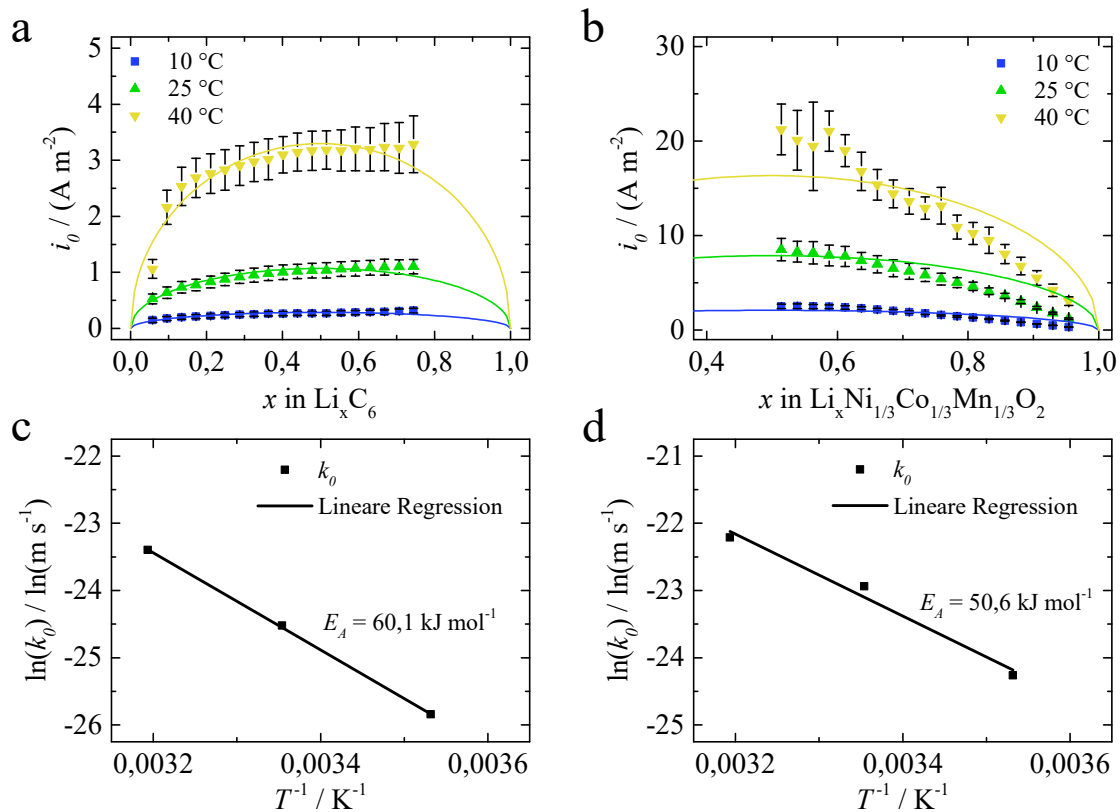 a
5
4
3
2
1
0
i₀ / (A m⁻²)
10 °C
25 °C
40 °C
0,0 0,2 0,4 0,6 0,8 1,0
x in LiₓC₆
b
30
20
10
0
i₀ / (A m⁻²)
10 °C
25 °C
40 °C
0,4 0,6 0,8 1,0
x in LiₓNi₁/₃Co₁/₃Mn₁/₃O₂
c
-22
-23
-24
-25
-26
ln(k₀) / ln(m s⁻¹)
k₀
Lineare Regression
E_A = 60,1 kJ mol⁻¹
0,0032 0,0034 0,0036
T⁻¹ / K⁻¹
d
-21
-22
-23
-24
-25
ln(k₀) / ln(m s⁻¹)
k₀
Lineare Regression
E_A = 50,6 kJ mol⁻¹
0,0032 0,0034 0,0036
T⁻¹ / K⁻¹